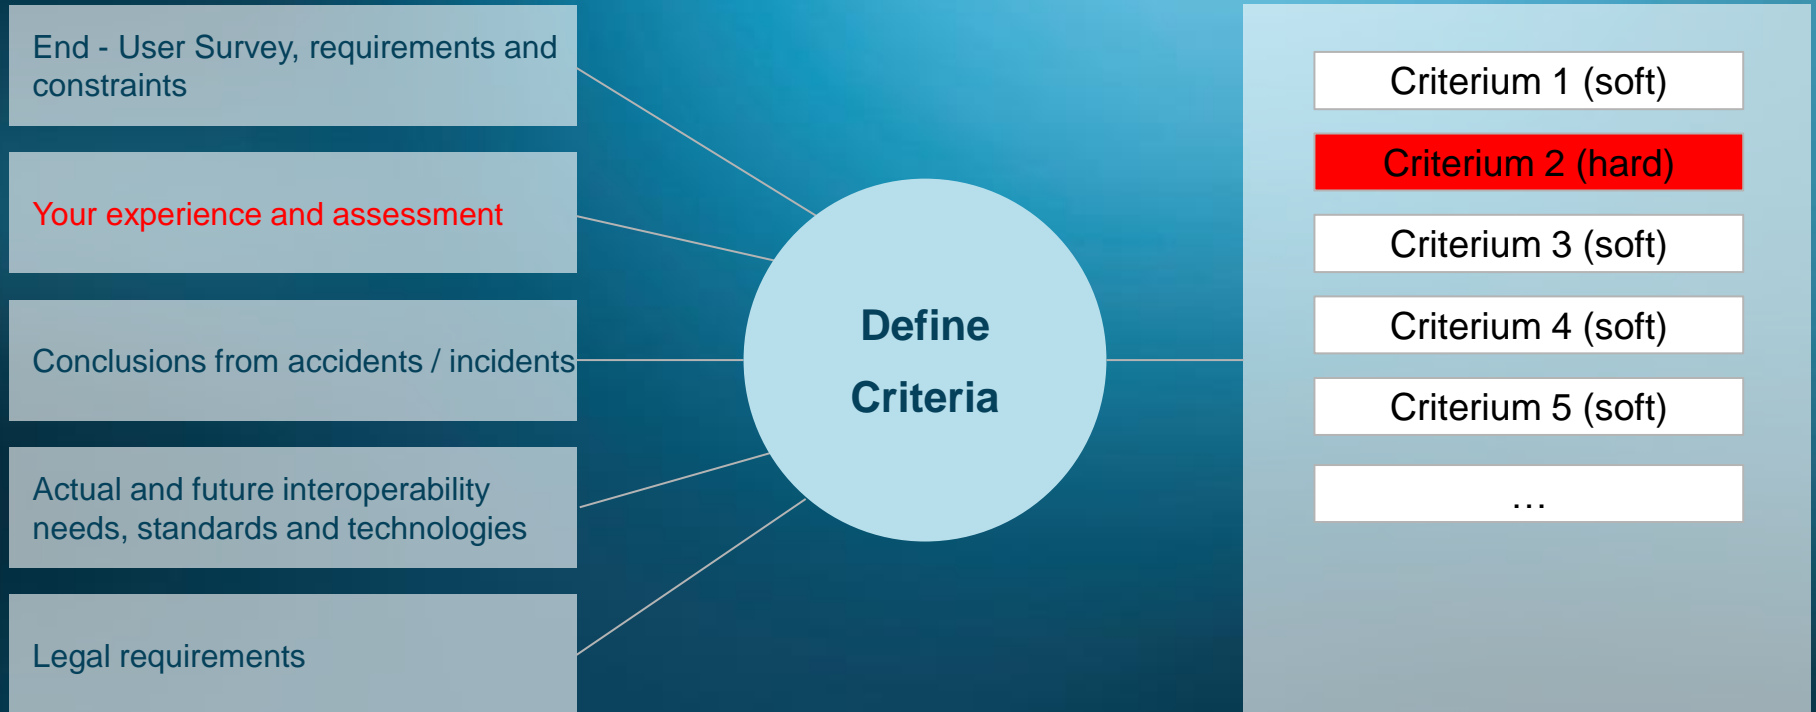 End - User Survey, requirements and
constraints
Your experience and assessment
Conclusions from accidents / incidents
Actual and future interoperability
needs, standards and technologies
Legal requirements
Define
Criteria
Criterium 1 (soft)
Criterium 2 (hard)
Criterium 3 (soft)
Criterium 4 (soft)
Criterium 5 (soft)
…